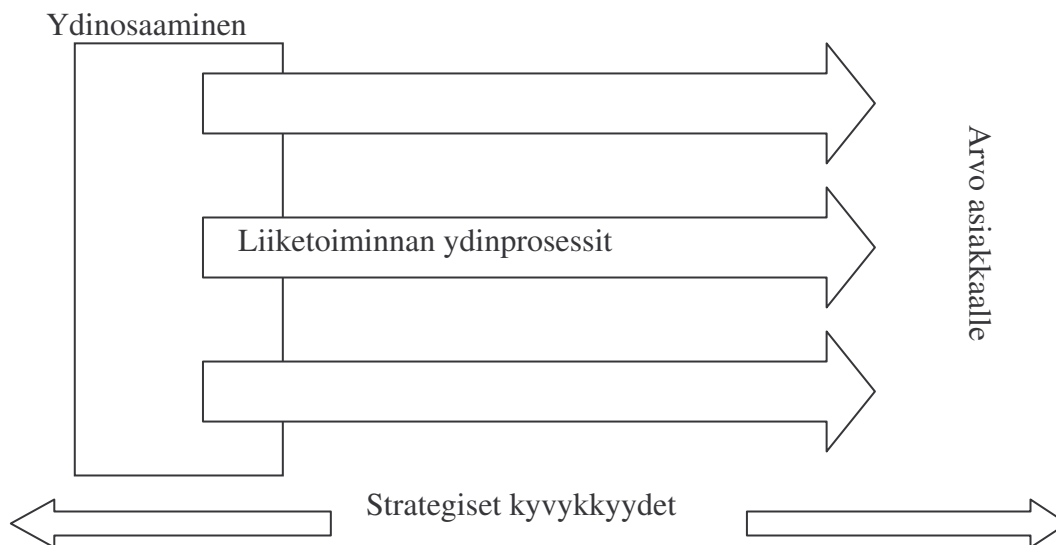 Ydinosaaminen
Liiketoiminnan ydinprosessit
Arvo asiakkaalle
Strategiset kyvykkyydet